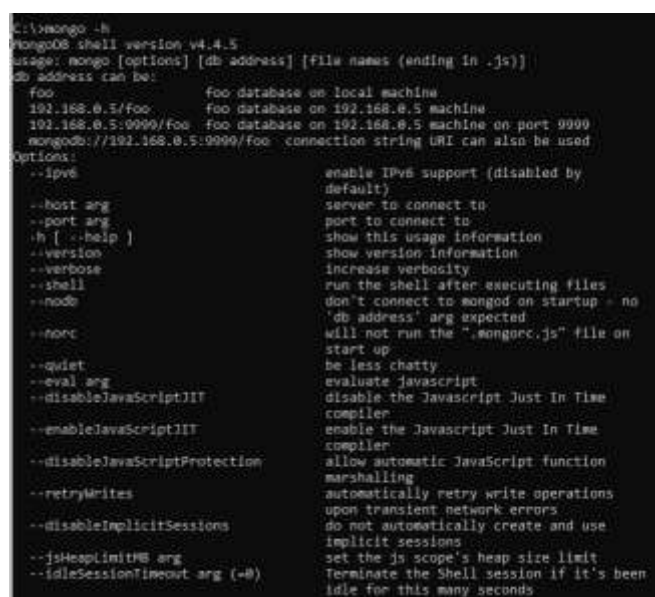 C:\>mongo -h
MongoDB shell version v4.4.5
usage: mongo [options] [db address] [file names (ending in .js)]
db address can be:
foo foo database on local machine
192.168.0.5/foo foo database on 192.168.0.5 machine
192.168.0.5:9999/foo foo database on 192.168.0.5 machine on port 9999
mongodb://192.168.0.5:9999/foo connection string URI can also be used
Options:
--ipv6 enable IPv6 support (disabled by
default)
--host arg server to connect to
--port arg port to connect to
-h [ --help ] show this usage information
--version show version information
--verbose increase verbosity
--shell run the shell after executing files
--nodb don't connect to mongod on startup - no
'db address' arg expected
--norc will not run the ".mongorc.js" file on
start up
--quiet be less chatty
--eval arg evaluate javascript
--disableJavaScriptJIT disable the Javascript Just In Time
compiler
--enableJavaScriptJIT enable the Javascript Just In Time
compiler
--disableJavaScriptProtection allow automatic JavaScript function
marshalling
--retryWrites automatically retry write operations
upon transient network errors
--disableImplicitSessions do not automatically create and use
implicit sessions
--jsHeapLimitMB arg set the js scope's heap size limit
--idleSessionTimeout arg (=0) Terminate the Shell session if it's been
idle for this many seconds